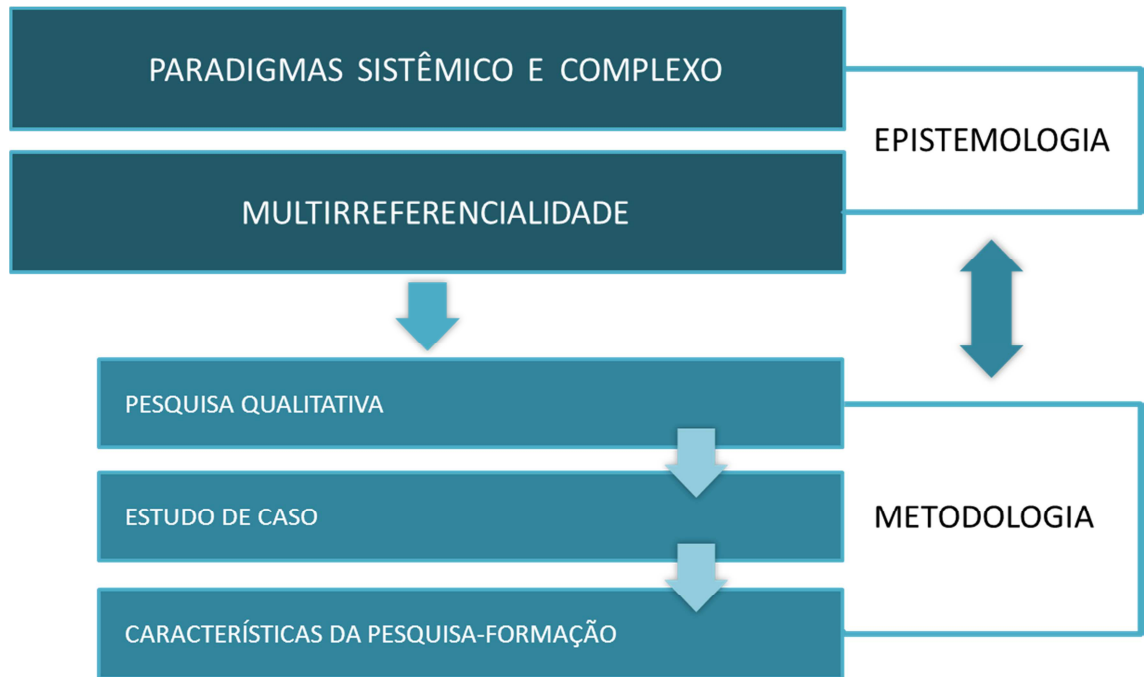 PARADIGMAS SISTÊMICO E COMPLEXO
EPISTEMOLOGIA
MULTIRREFERENCIALIDADE
PESQUISA QUALITATIVA
ESTUDO DE CASO
METODOLOGIA
CARACTERÍSTICAS DA PESQUISA-FORMAÇÃO